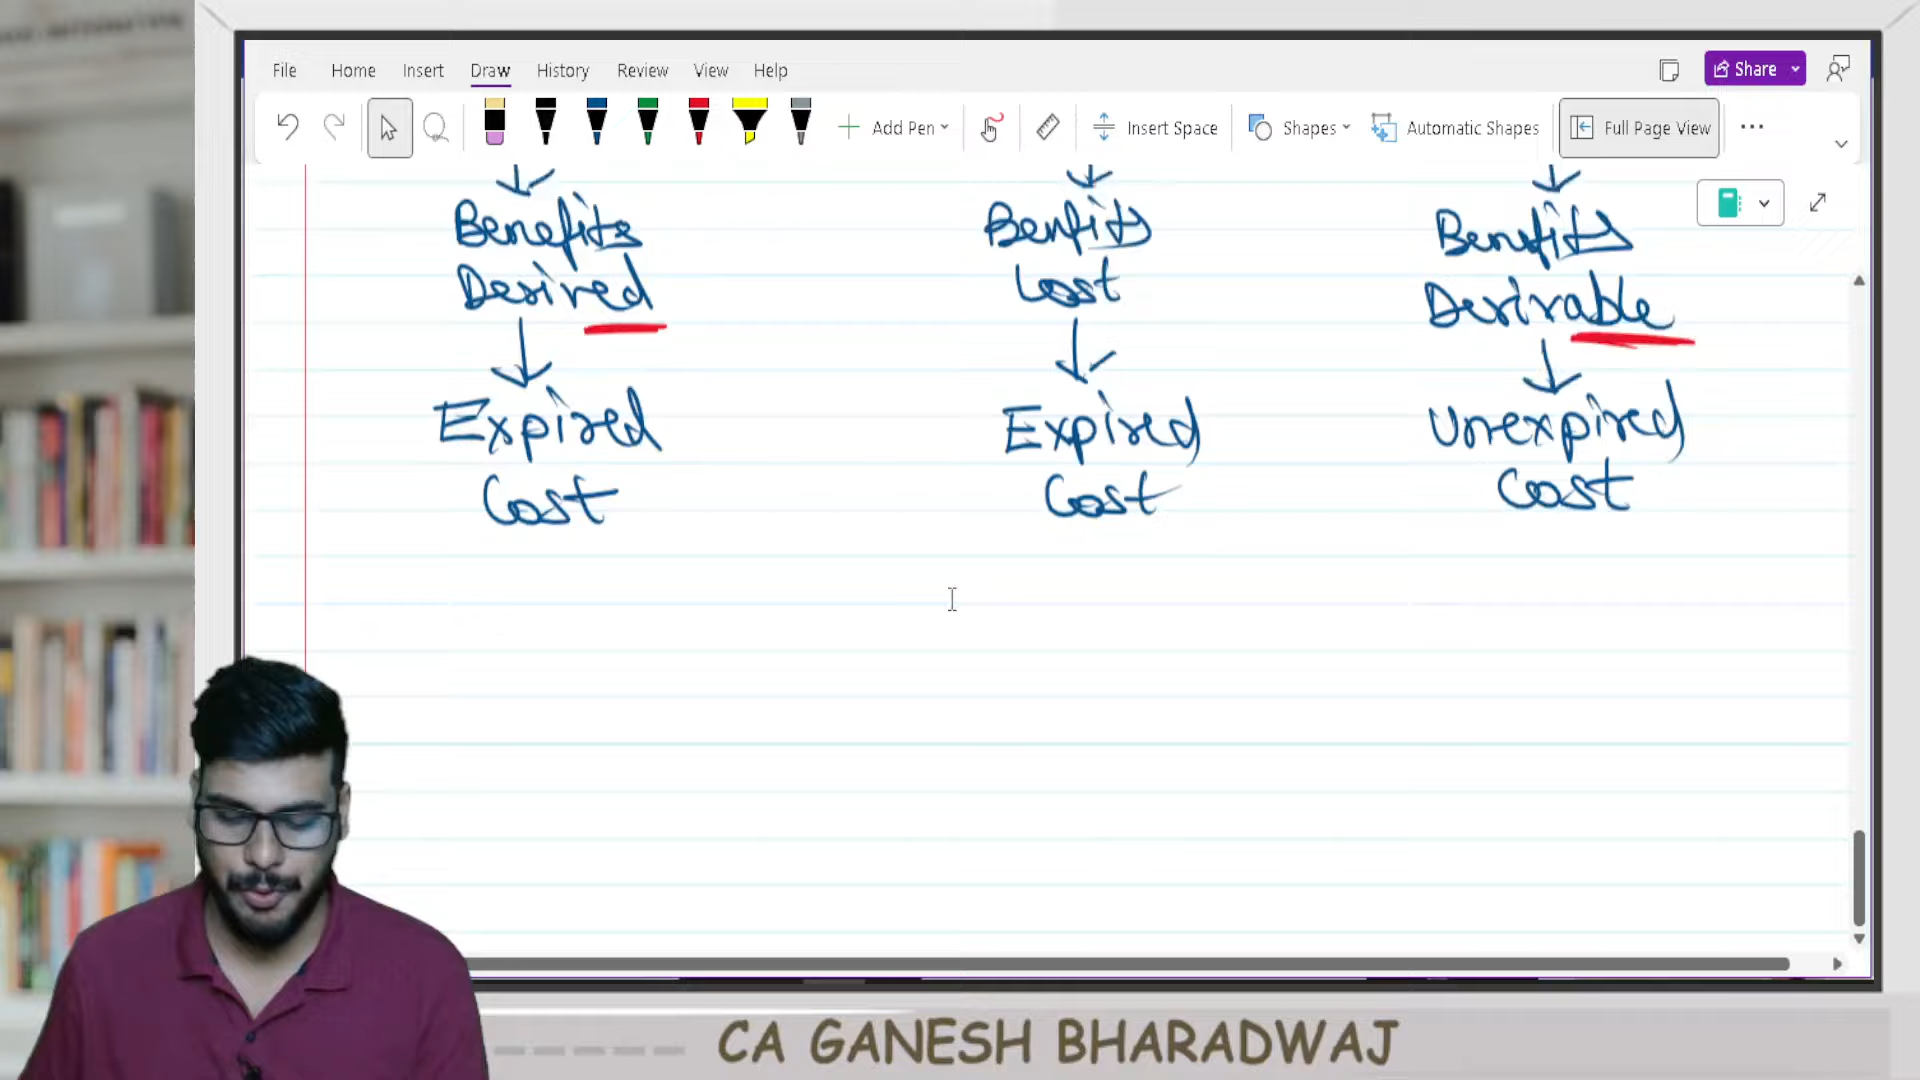 File Home Insert Draw History Review View Help Share
Add Pen Insert Space Shapes Automatic Shapes Full Page View
Benefits Benfits Benefits
Desired Lost Desirable
Expired Expired Unexpired
Cost Cost Cost
CA GANESH BHARADWAJ